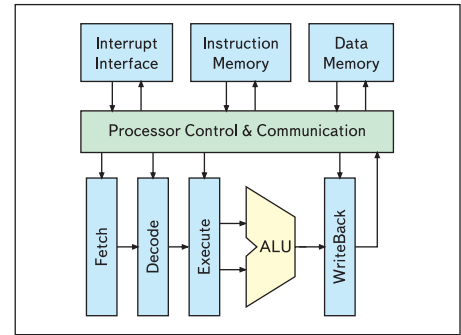 Interrupt
Interface
Instruction
Memory
Data
Memory
Processor Control & Communication
Fetch
Decode
Execute
ALU
WriteBack